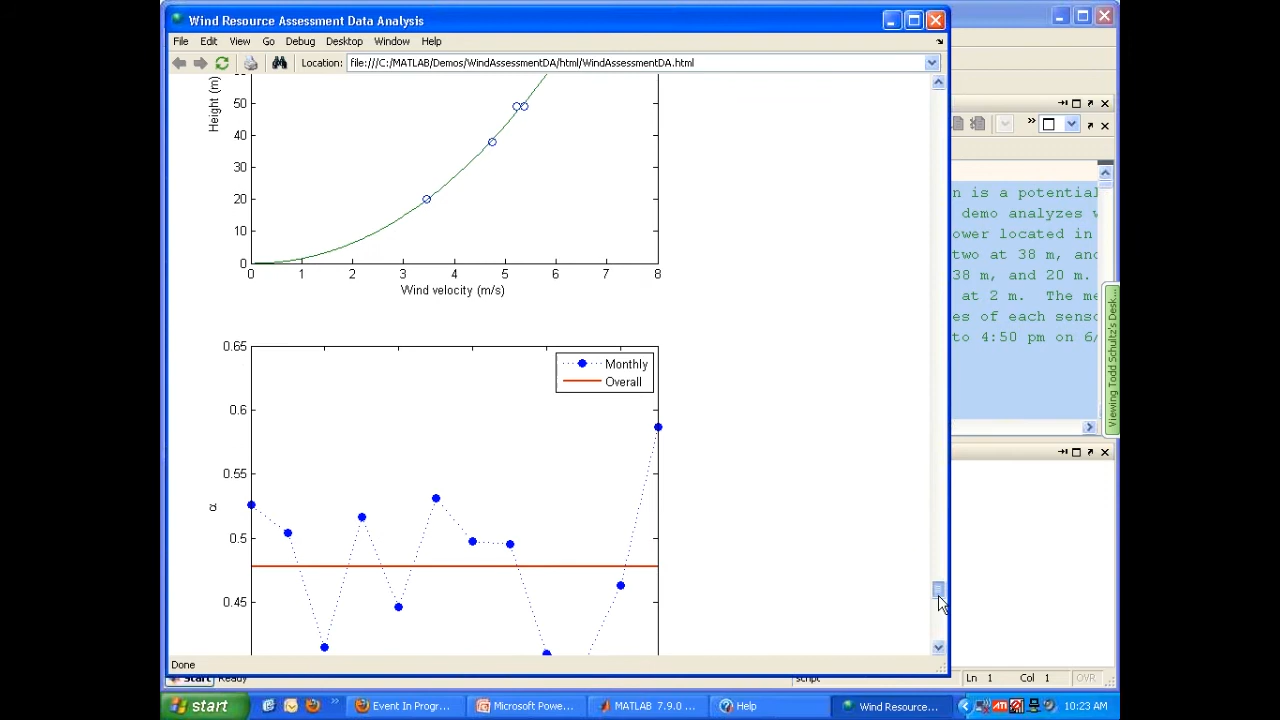 Wind Resource Assessment Data Analysis
File Edit View Go Debug Desktop Window Help
Location: file:///C:/MATLAB/Demos/WindAssessmentDA/html/WindAssessmentDA.html
Height (m)
50
40
30
20
10
0
0 1 2 3 4 5 6 7 8
Wind velocity (m/s)
0.65
0.6
0.55
0.5
0.45
α
Monthly
Overall
n is a potential
demo analyzes
ower located in
two at 38 m, an
38 m, and 20 m.
at 2 m. The me
es of each sens
to 4:50 pm on 6/
Viewing Todd Schultz's Desk...
Done
Start Ready script Ln 1 Col 1 OVR
start » Event In Progr... Microsoft Powe... MATLAB 7.9.0 ... Help Wind Resource... 10:23 AM